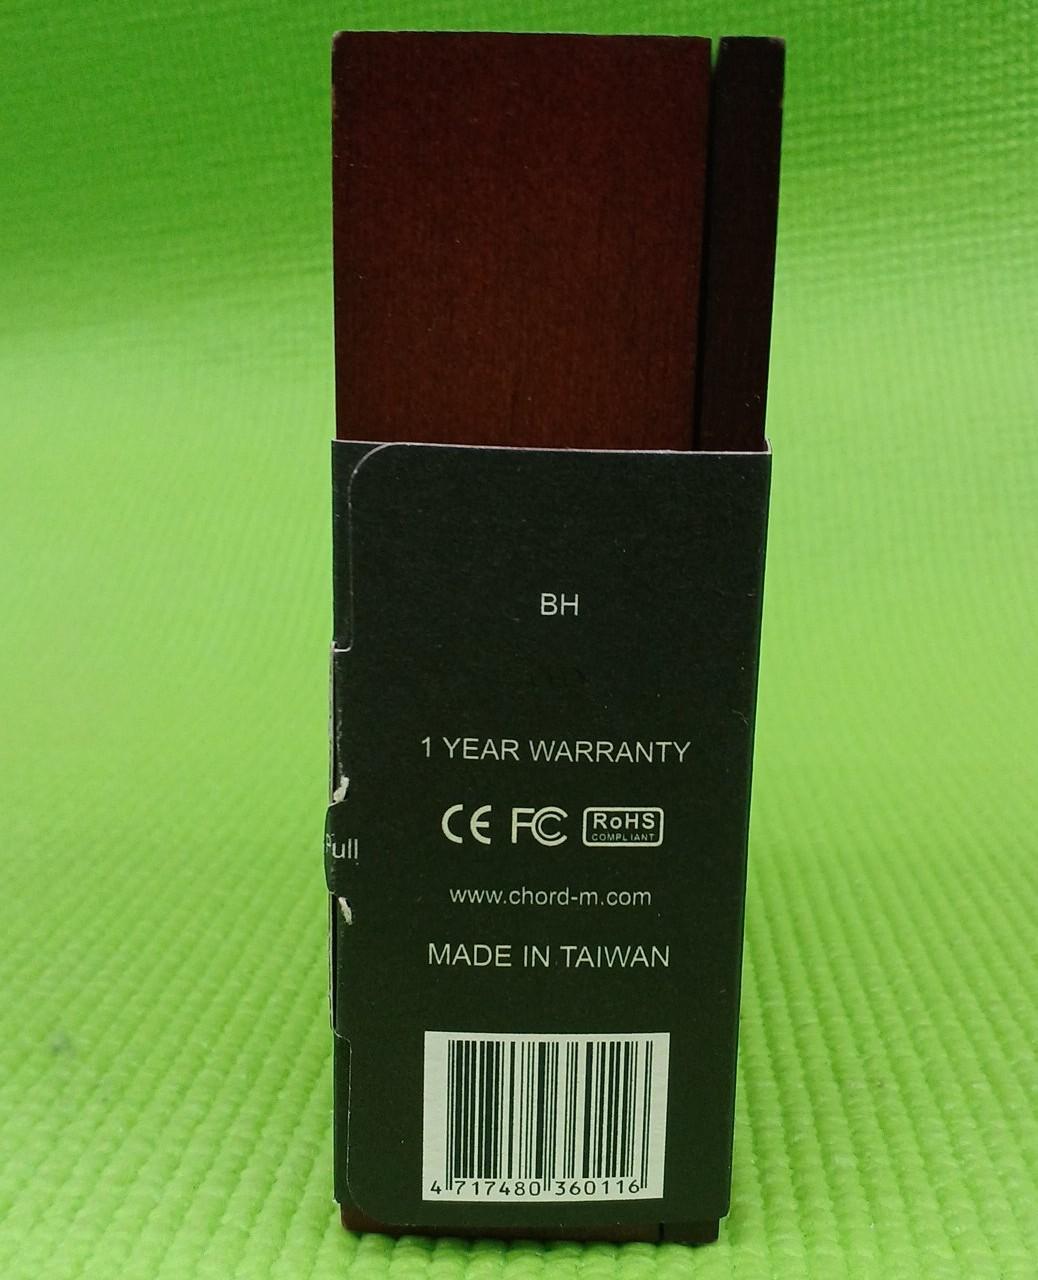 BH
1 YEAR WARRANTY
CE FC RoHS
COMPLIANT
Pull
www.chord-m.com
MADE IN TAIWAN
4 717480 360116